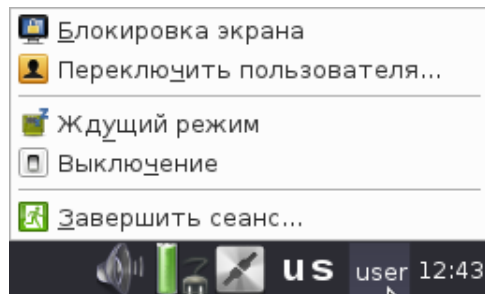 Блокировка экрана
Переключить пользователя...
Ждущий режим
Выключение
Завершить сеанс...
us user 12:43